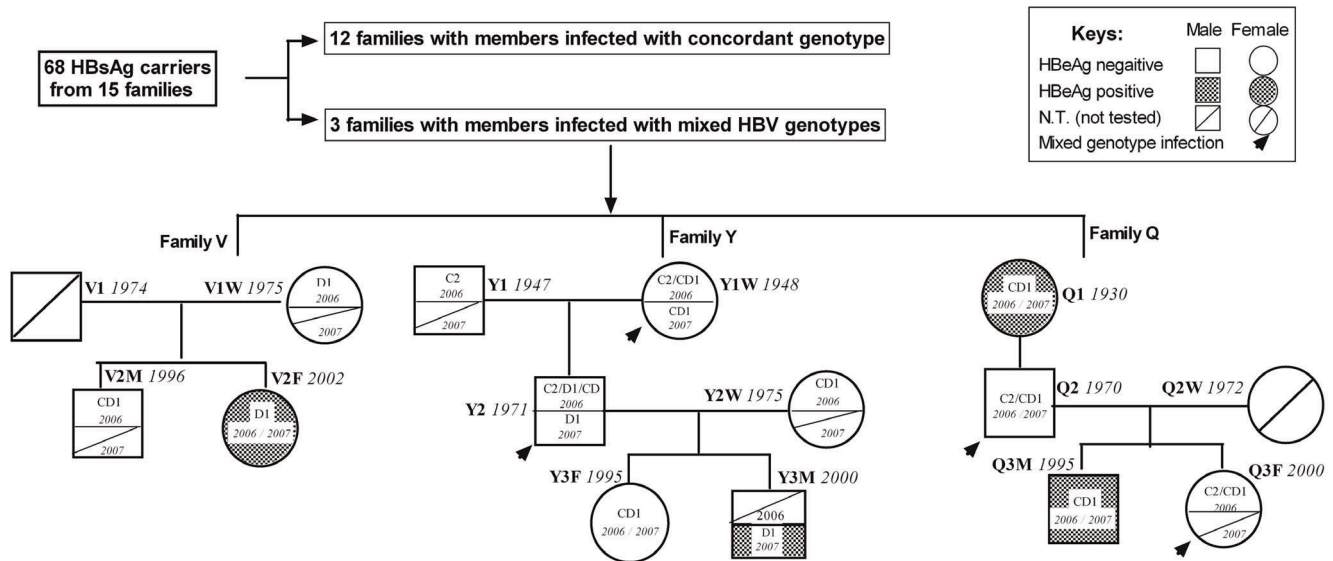 68 HBsAg carriers
from 15 families
12 families with members infected with concordant genotype
3 families with members infected with mixed HBV genotypes
Keys:
Male Female
HBeAg negaitive
HBeAg positive
N.T. (not tested)
Mixed genotype infection
Family V
Family Y
Family Q
V1 1974
V1W 1975
D1
2006
2007
V2M 1996
CD1
2006
2007
V2F 2002
D1
2006 / 2007
C2
2006
2007
Y1 1947
C2/CD1
2006
CD1
2007
Y1W 1948
Y2 1971
C2/D1/CD
2006
D1
2007
Y2W 1975
CD1
2006
2007
Y3F 1995
CD1
2006 / 2007
Y3M 2000
2006
D1
2007
CD1
2006 / 2007
Q1 1930
C2/CD1
2006 / 2007
Q2 1970
Q2W 1972
Q3M 1995
CD1
2006 / 2007
Q3F 2000
C2/CD1
2006
2007